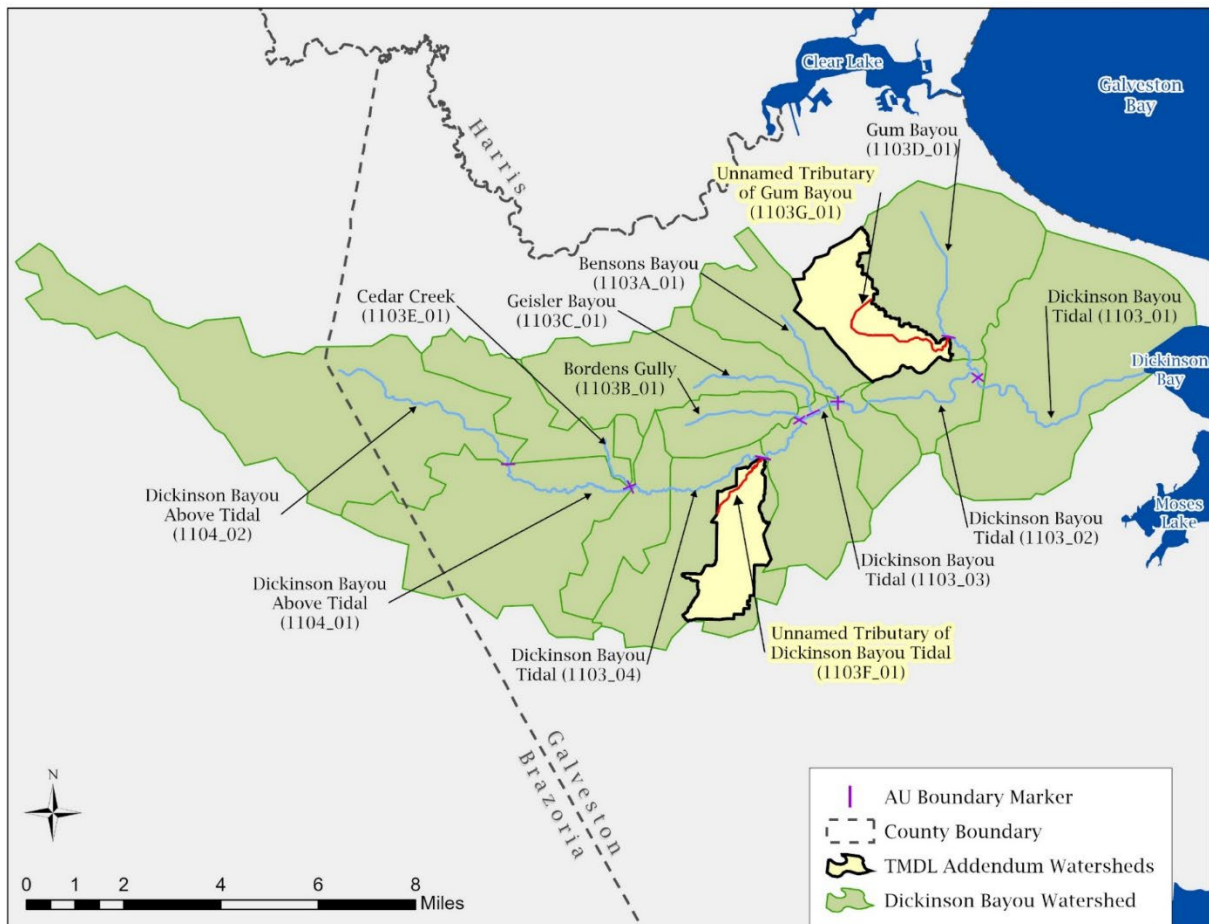 Clear Lake
Galveston
Bay
Gum Bayou
(1103D_01)
Harris
Unnamed Tributary
of Gum Bayou
(1103G_01)
Bensons Bayou
(1103A_01)
Cedar Creek
(1103E_01)
Geisler Bayou
(1103C_01)
Dickinson Bayou
Tidal (1103_01)
Bordens Gully
(1103B_01)
Dickinson
Bay
Dickinson Bayou
Above Tidal
(1104_02)
Moses
Lake
Dickinson Bayou
Tidal (1103_02)
Dickinson Bayou
Tidal (1103_03)
Dickinson Bayou
Above Tidal
(1104_01)
Dickinson Bayou
Tidal (1103_04)
Unnamed Tributary of
Dickinson Bayou Tidal
(1103F_01)
Galveston
Brazoria
N
0 1 2 4 6 8
Miles
AU Boundary Marker
County Boundary
TMDL Addendum Watersheds
Dickinson Bayou Watershed